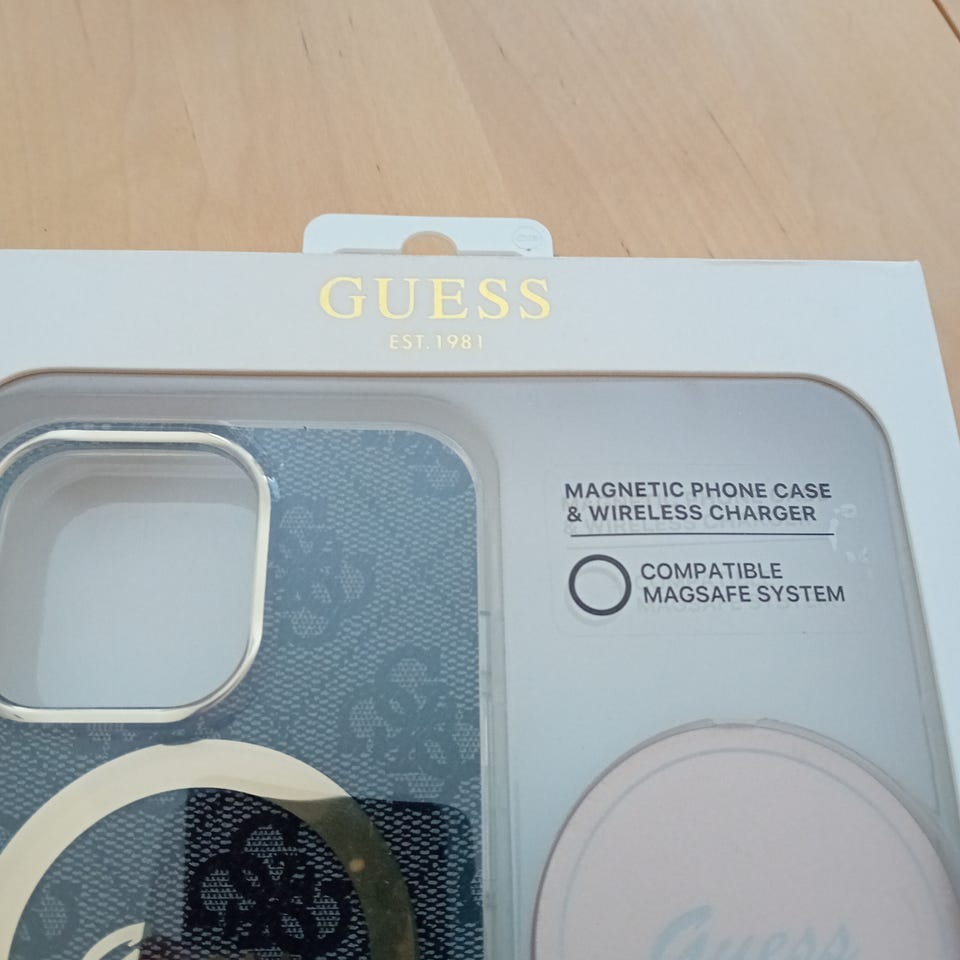 GUESS
EST.1981
MAGNETIC PHONE CASE
& WIRELESS CHARGER
COMPATIBLE
MAGSAFE SYSTEM
Guess